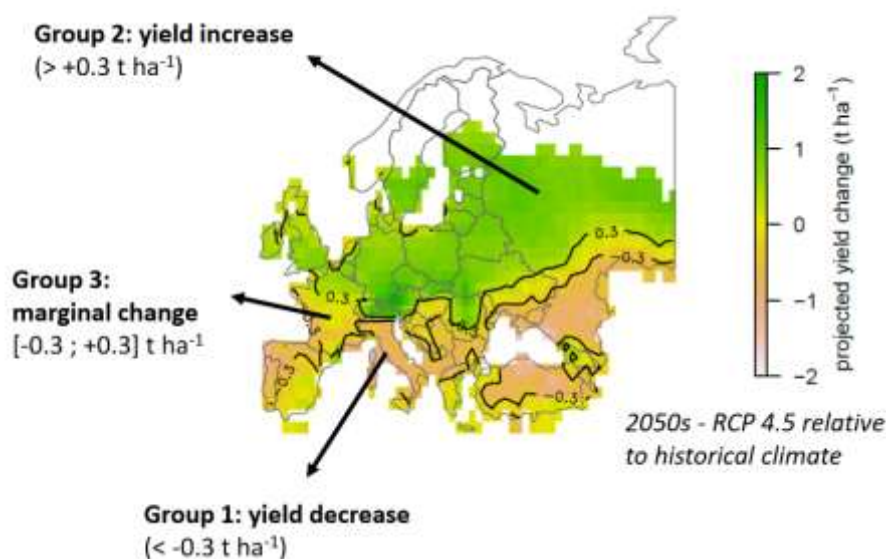 Group 2: yield increase
(> +0.3 t ha⁻¹)
Group 3:
marginal change
[-0.3 ; +0.3] t ha⁻¹
Group 1: yield decrease
(< -0.3 t ha⁻¹)
0.3
-0.3
0.3
-0.3
-0.3
2
1
0
−1
−2
projected yield change (t ha⁻¹)
2050s - RCP 4.5 relative
to historical climate